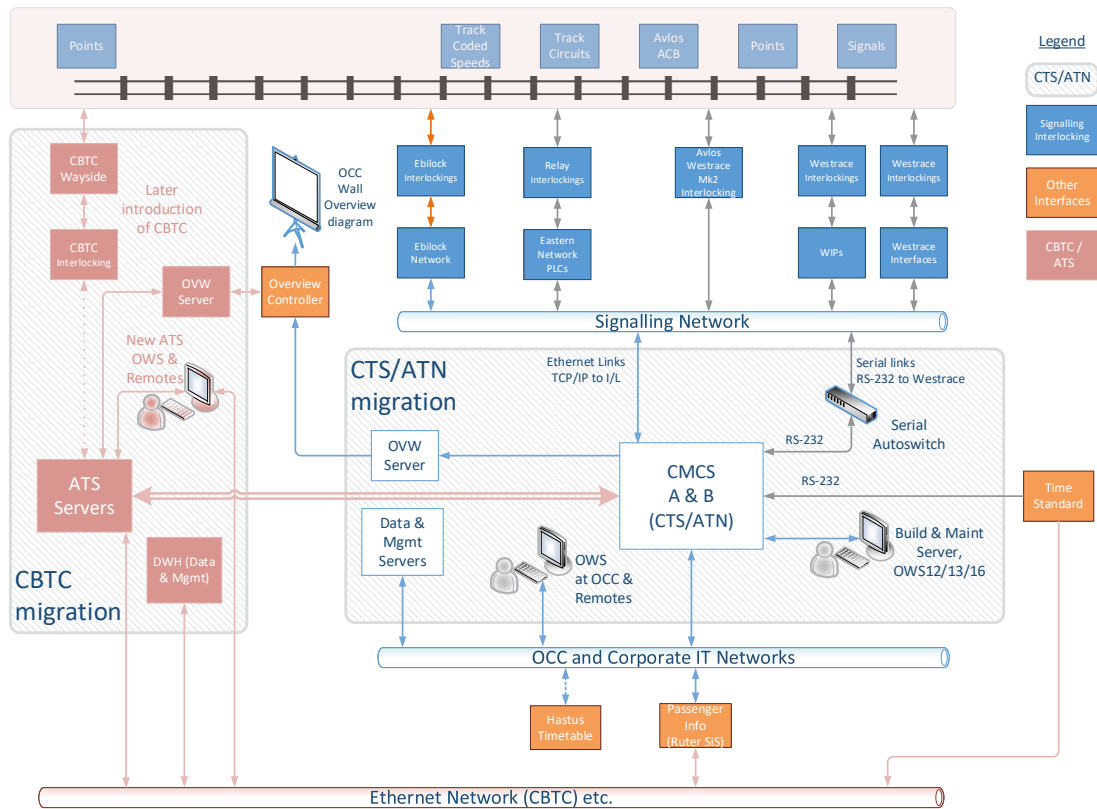 Points
Track
Coded
Speeds
Track
Circuits
Avlos
ACB
Points
Signals
Legend
CTS/ATN
Signalling
Interlocking
Other
Interfaces
CBTC /
ATS
CBTC
Wayside
Later
introduction
of CBTC
CBTC
Interlocking
OVW
Server
New ATS
OWS &
Remotes
ATS
Servers
DWH (Data
& Mgmt)
CBTC
migration
OCC
Wall
Overview
diagram
Overview
Controller
Ebilock
Interlockings
Relay
Interlockings
Avlos
Westrace
Mk2
Interlocking
Westrace
Interlockings
Westrace
Interlockings
Ebilock
Network
Eastern
Network
PLCs
WIPs
Westrace
Interfaces
Signalling Network
CTS/ATN
migration
Ethernet Links
TCP/IP to I/L
Serial links
RS-232 to Westrace
Serial
Autoswitch
OVW
Server
CMCS
A & B
(CTS/ATN)
RS-232
RS-232
Time
Standard
Data &
Mgmt
Servers
OWS
at OCC &
Remotes
Build & Maint
Server,
OWS12/13/16
OCC and Corporate IT Networks
Hastus
Timetable
Passenger
Info
(Ruter SiS)
Ethernet Network (CBTC) etc.